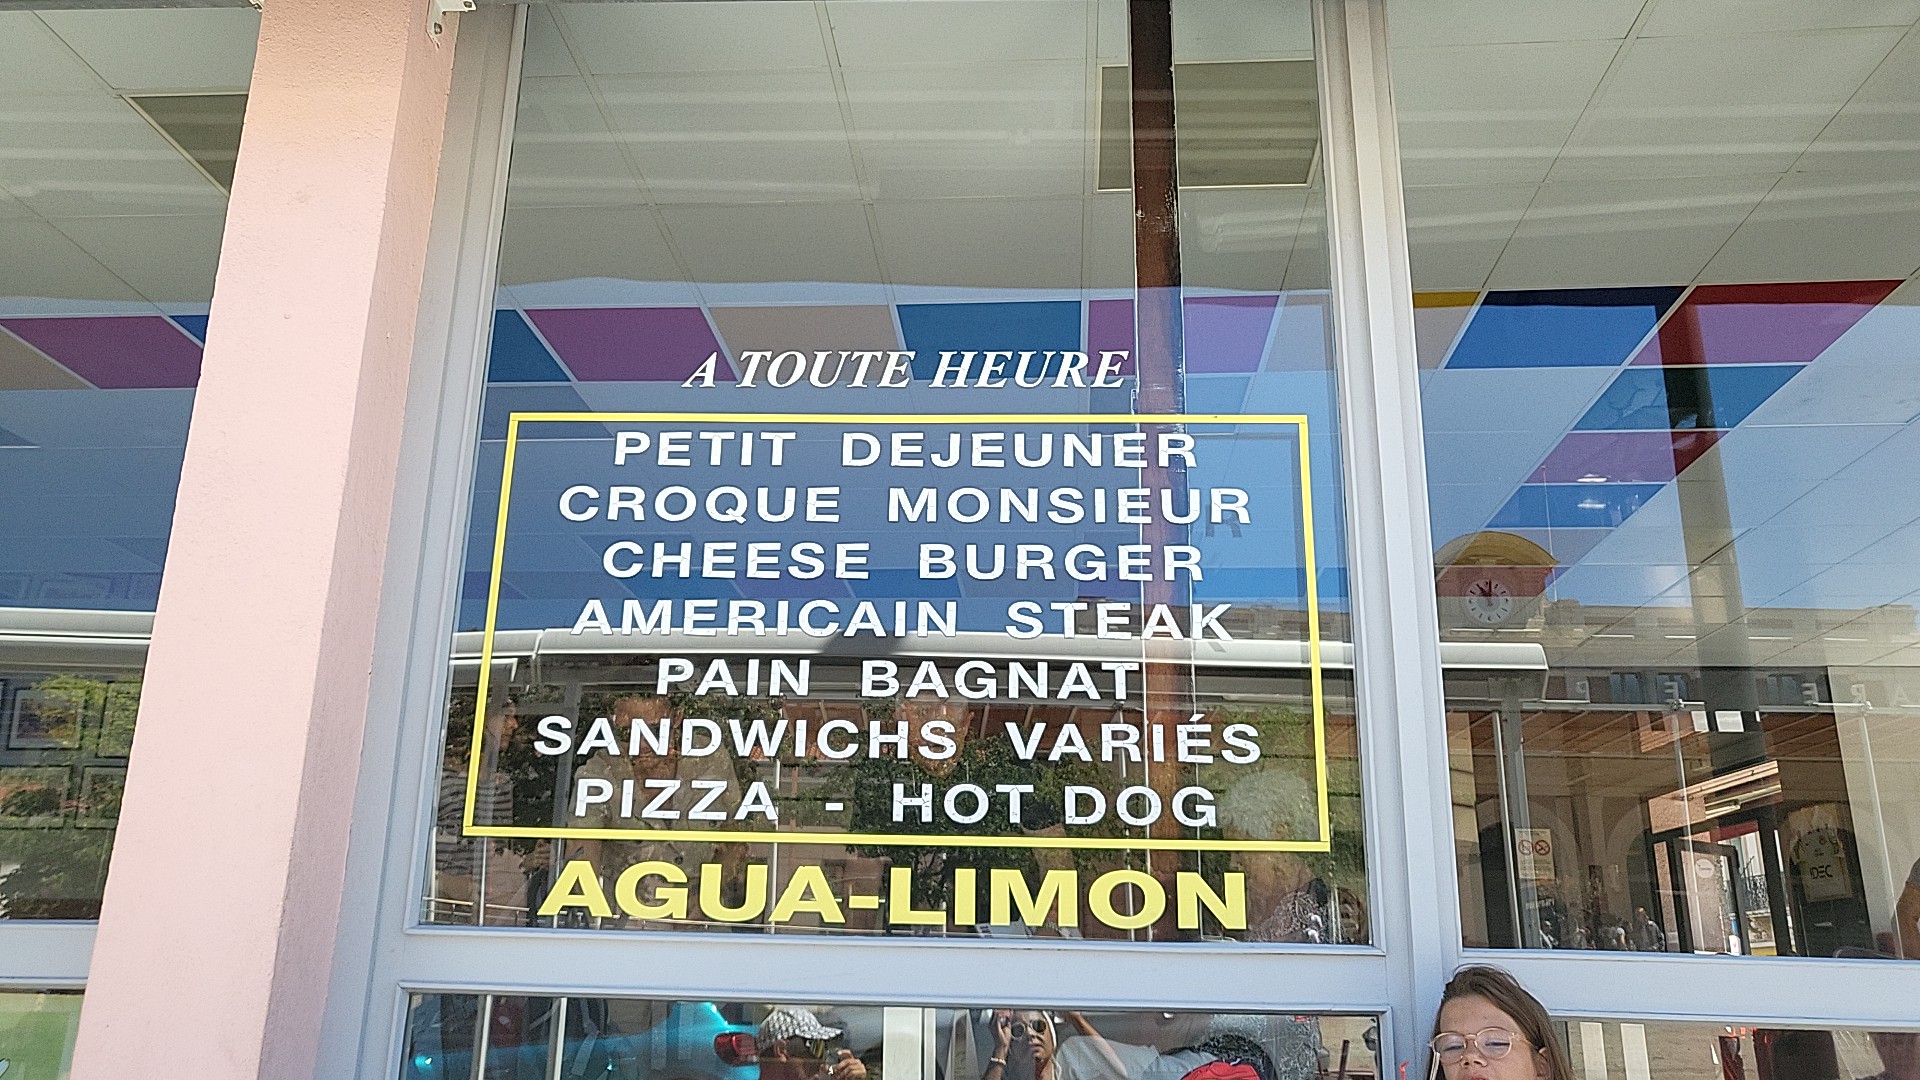 A TOUTE HEURE
PETIT DEJEUNER
CROQUE MONSIEUR
CHEESE BURGER
AMERICAIN STEAK
PAIN BAGNAT
SANDWICHS VARIÉS
PIZZA - HOT DOG
AGUA-LIMON
IDEC